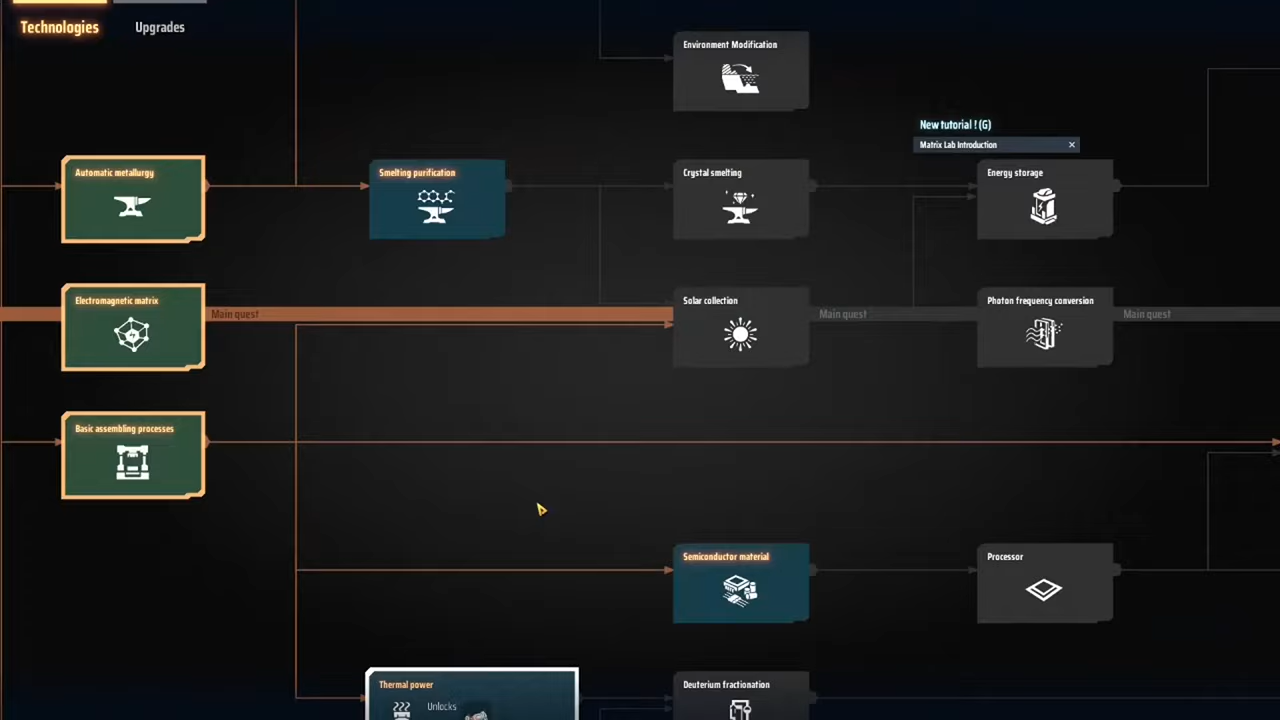 Technologies
Upgrades
Environment Modification
New tutorial ! (G)
Matrix Lab Introduction
Automatic metallurgy
Smelting purification
Crystal smelting
Energy storage
Electromagnetic matrix
Main quest
Solar collection
Main quest
Photon frequency conversion
Main quest
Basic assembling processes
Semiconductor material
Processor
Thermal power
Unlocks
Deuterium fractionation